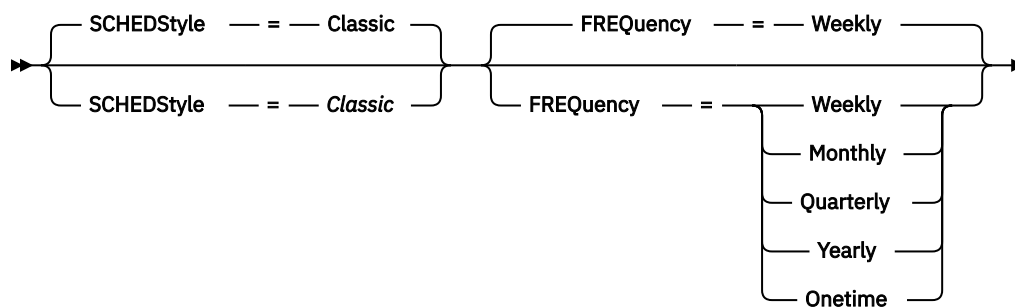 SCHEDStyle = Classic FREQuency = Weekly
SCHEDStyle = Classic FREQuency = Weekly
Monthly
Quarterly
Yearly
Onetime